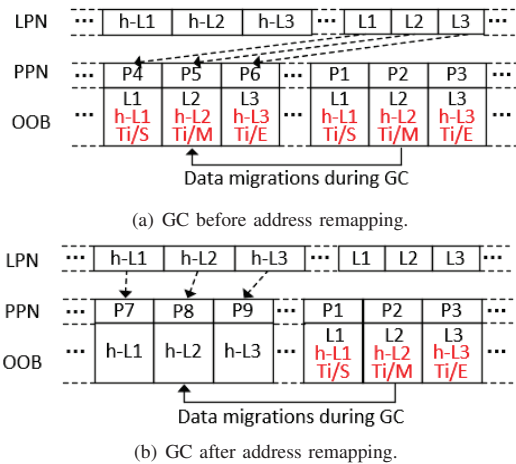 LPN ··· h-L1 h-L2 h-L3 ··· L1 L2 L3 ···
PPN ··· P4 P5 P6 ··· P1 P2 P3 ···
OOB ··· L1 L2 L3 ··· L1 L2 L3 ···
h-L1 h-L2 h-L3 h-L1 h-L2 h-L3
Ti/S Ti/M Ti/E Ti/S Ti/M Ti/E
Data migrations during GC
(a) GC before address remapping.
LPN ··· h-L1 h-L2 h-L3 ··· L1 L2 L3 ···
PPN ··· P7 P8 P9 ··· P1 P2 P3 ···
OOB ··· h-L1 h-L2 h-L3 ··· L1 L2 L3 ···
h-L1 h-L2 h-L3
Ti/S Ti/M Ti/E
Data migrations during GC
(b) GC after address remapping.